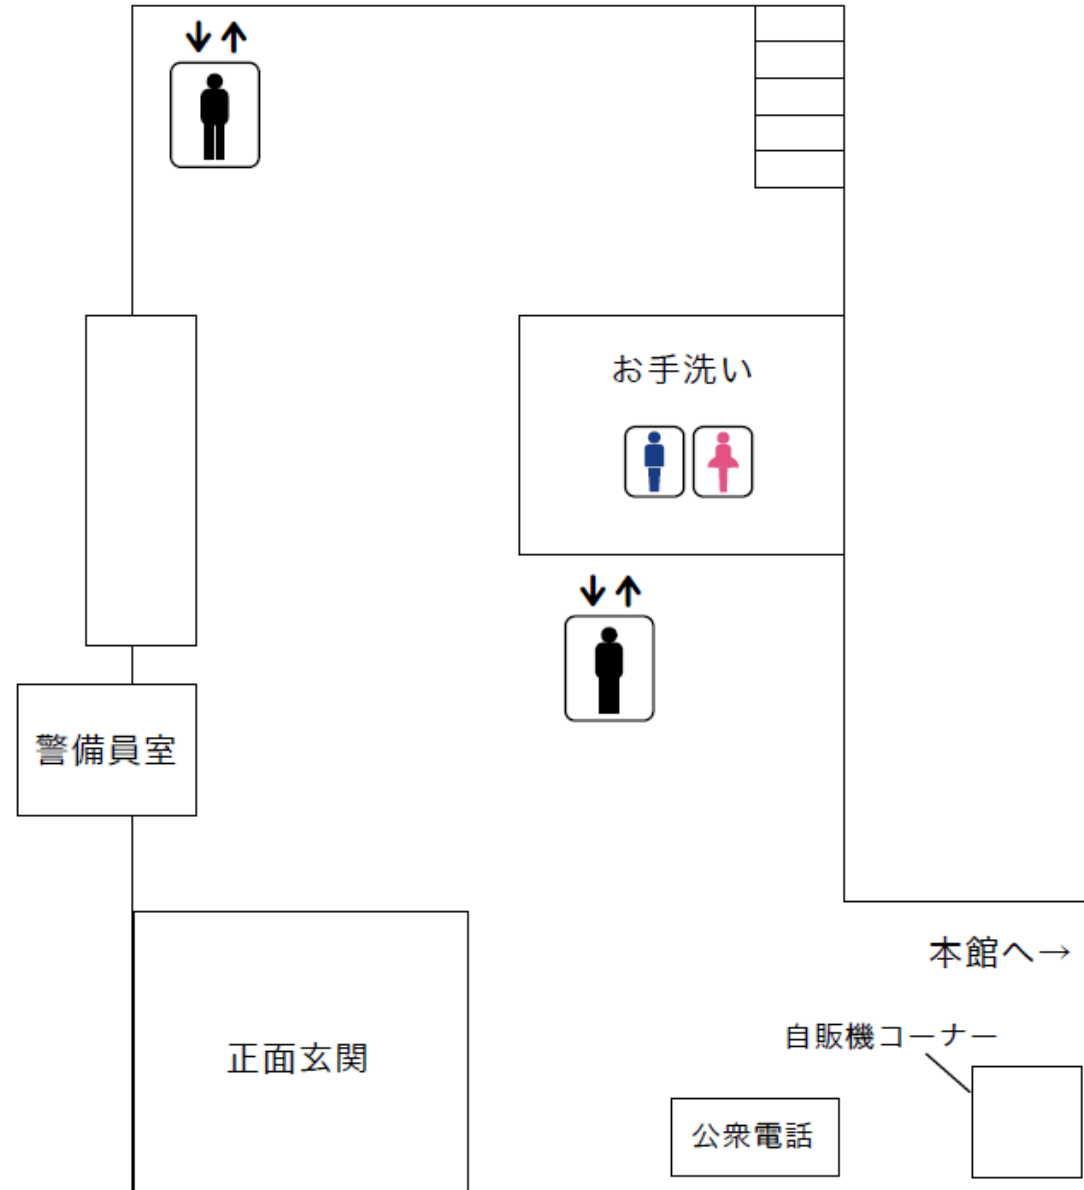 お手洗い
警備員室
本館へ→
正面玄関
自販機コーナー
公衆電話